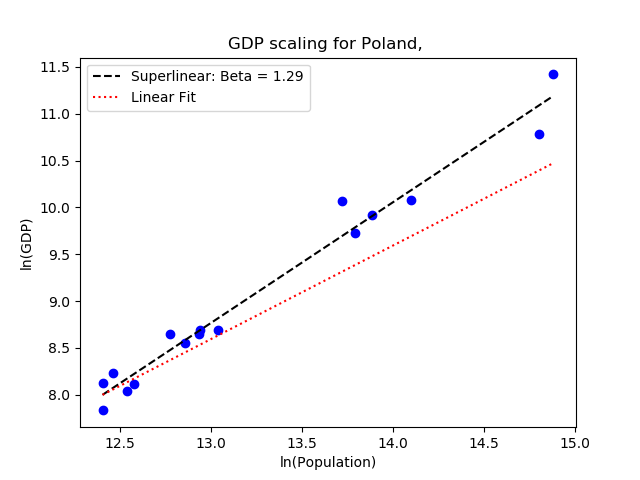 GDP scaling for Poland,
Superlinear: Beta = 1.29
Linear Fit
11.5
11.0
10.5
10.0
9.5
9.0
8.5
8.0
ln(GDP)
12.5 13.0 13.5 14.0 14.5 15.0
ln(Population)